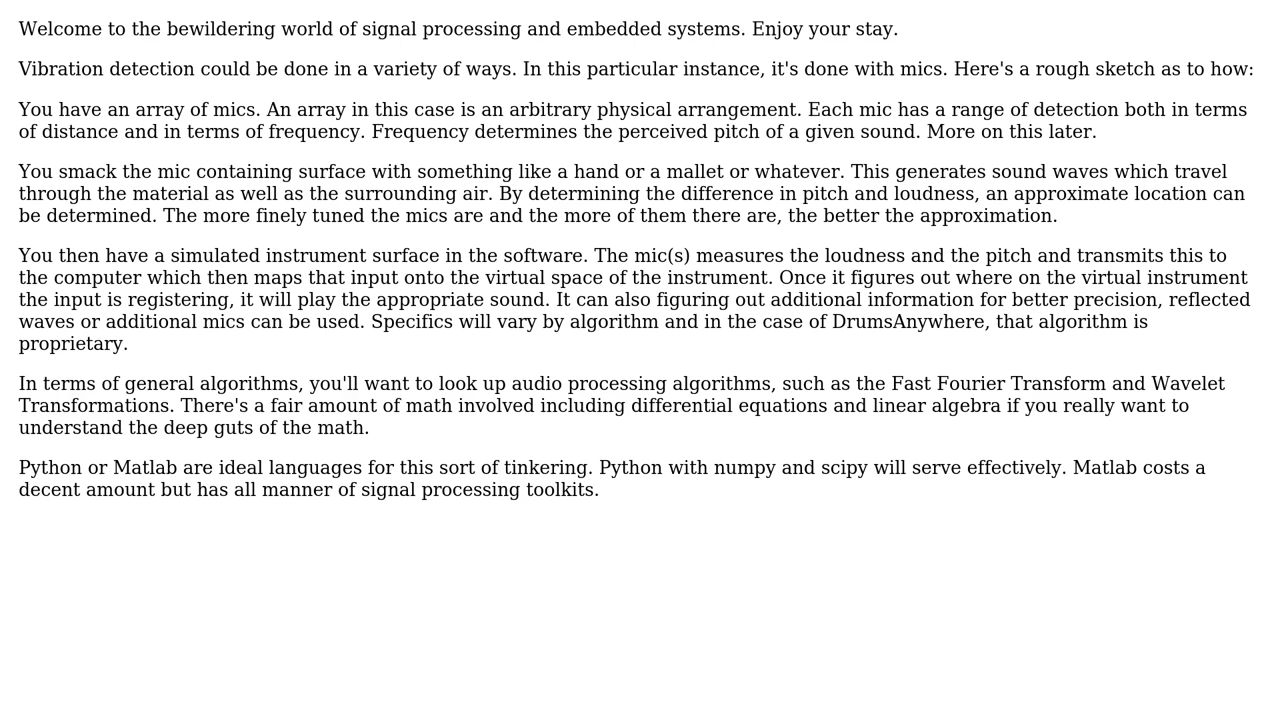 Welcome to the bewildering world of signal processing and embedded systems. Enjoy your stay.
Vibration detection could be done in a variety of ways. In this particular instance, it's done with mics. Here's a rough sketch as to how:
You have an array of mics. An array in this case is an arbitrary physical arrangement. Each mic has a range of detection both in terms
of distance and in terms of frequency. Frequency determines the perceived pitch of a given sound. More on this later.
You smack the mic containing surface with something like a hand or a mallet or whatever. This generates sound waves which travel
through the material as well as the surrounding air. By determining the difference in pitch and loudness, an approximate location can
be determined. The more finely tuned the mics are and the more of them there are, the better the approximation.
You then have a simulated instrument surface in the software. The mic(s) measures the loudness and the pitch and transmits this to
the computer which then maps that input onto the virtual space of the instrument. Once it figures out where on the virtual instrument
the input is registering, it will play the appropriate sound. It can also figuring out additional information for better precision, reflected
waves or additional mics can be used. Specifics will vary by algorithm and in the case of DrumsAnywhere, that algorithm is
proprietary.
In terms of general algorithms, you'll want to look up audio processing algorithms, such as the Fast Fourier Transform and Wavelet
Transformations. There's a fair amount of math involved including differential equations and linear algebra if you really want to
understand the deep guts of the math.
Python or Matlab are ideal languages for this sort of tinkering. Python with numpy and scipy will serve effectively. Matlab costs a
decent amount but has all manner of signal processing toolkits.